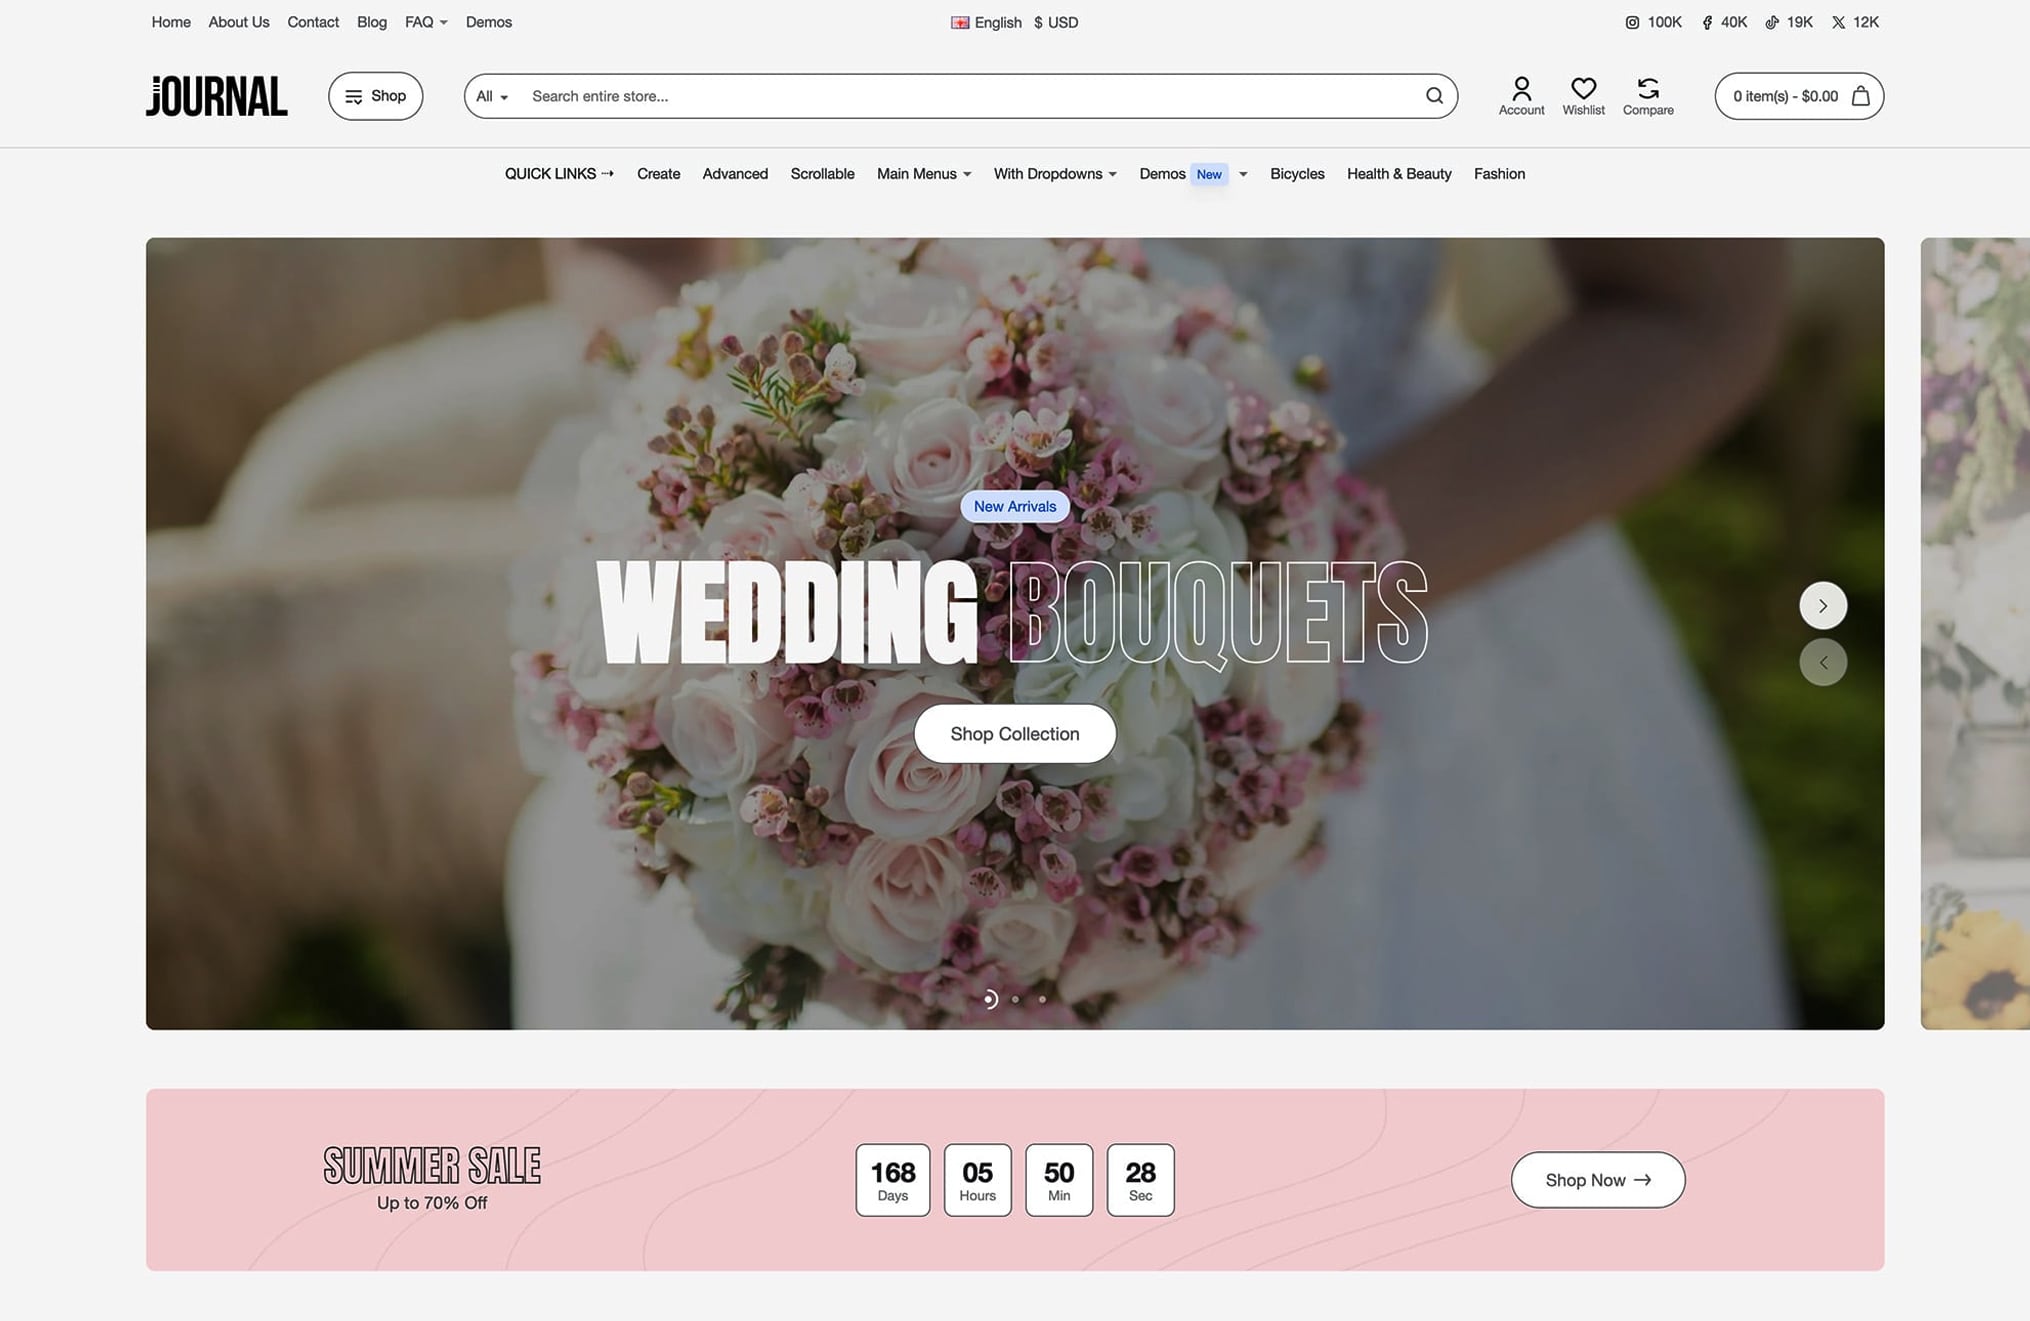 Home About Us Contact Blog FAQ Demos English $ USD 100K 40K 19K 12K
JOURNAL Shop All Search entire store... Account Wishlist Compare 0 item(s) - $0.00
QUICK LINKS ⇢ Create Advanced Scrollable Main Menus With Dropdowns Demos New Bicycles Health & Beauty Fashion
New Arrivals
WEDDING BOUQUETS
Shop Collection
SUMMER SALE
Up to 70% Off
168 05 50 28
Days Hours Min Sec
Shop Now →